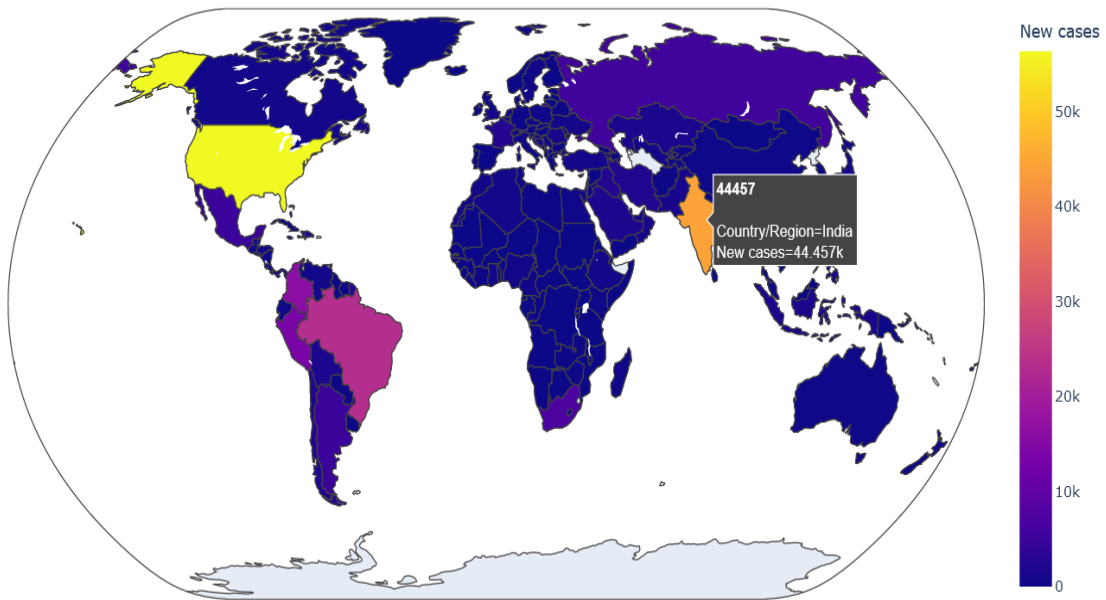 New cases
50k
40k
30k
20k
10k
0
44457
Country/Region=India
New cases=44.457k